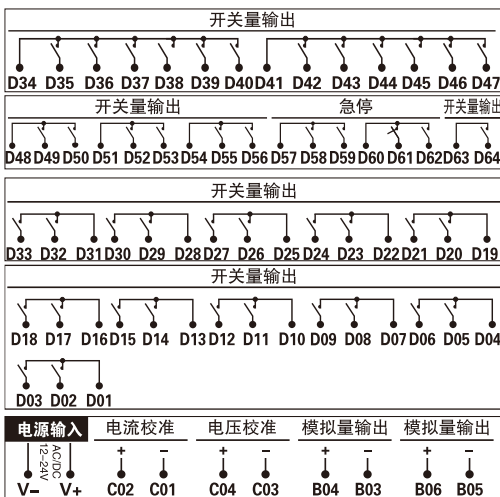 开关量输出
D34 D35 D36 D37 D38 D39 D40 D41 D42 D43 D44 D45 D46 D47
开关量输出 急停 开关量输出
D48 D49 D50 D51 D52 D53 D54 D55 D56 D57 D58 D59 D60 D61 D62 D63 D64
开关量输出
D33 D32 D31 D30 D29 D28 D27 D26 D25 D24 D23 D22 D21 D20 D19
开关量输出
D18 D17 D16 D15 D14 D13 D12 D11 D10 D09 D08 D07 D06 D05 D04
D03 D02 D01
电源输入 电流校准 电压校准 模拟量输出 模拟量输出
AC/DC
12-24V
+ − + − + − + −
V− V+ C02 C01 C04 C03 B04 B03 B06 B05